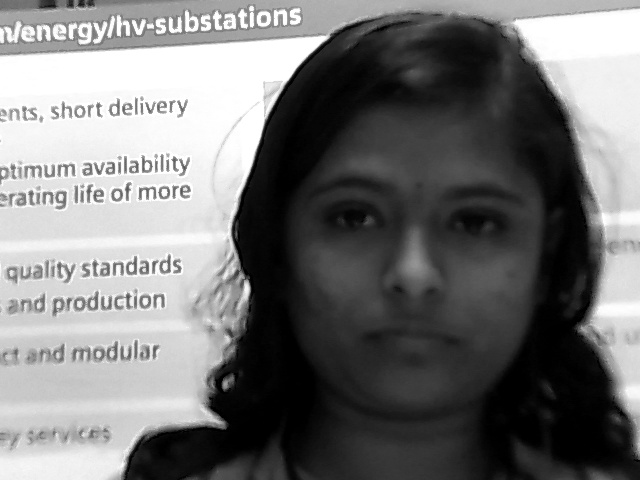 n/energy/hv-substations
ents, short delivery
ptimum availability
erating life of more
quality standards
s and production
ct and modular
ey services